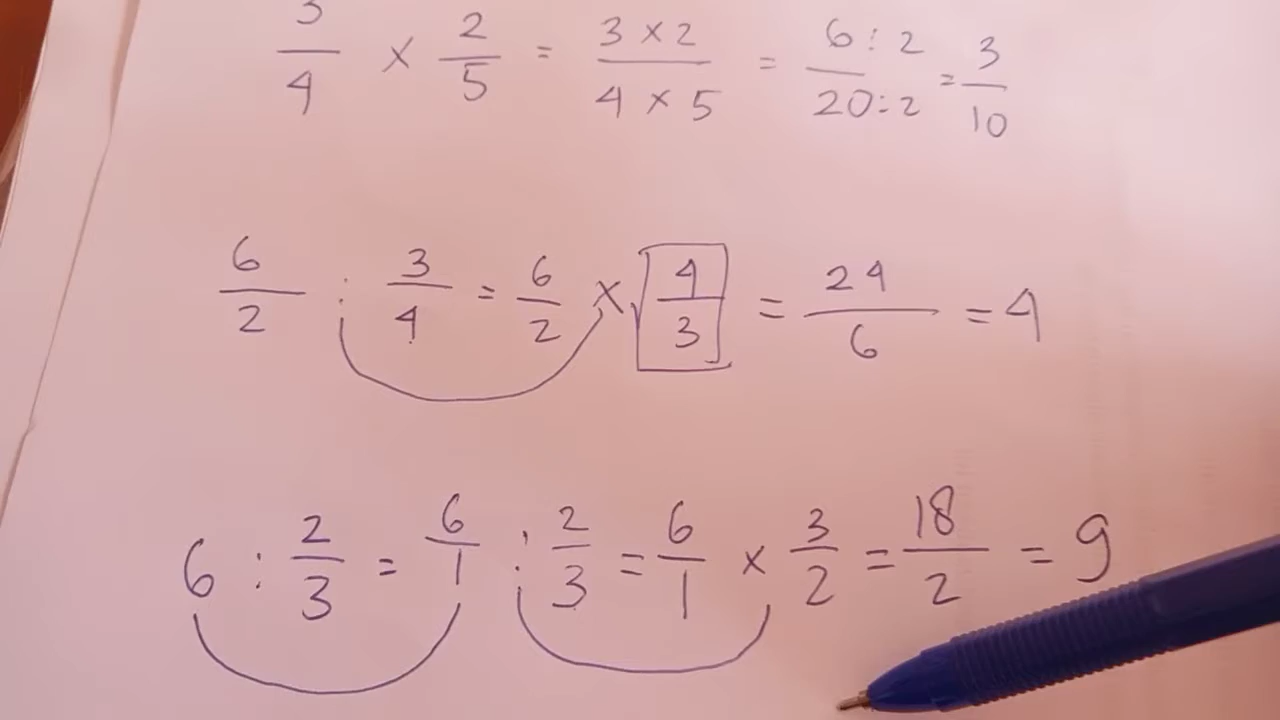 3/4 × 2/5 = 3 × 2/4 × 5 = 6 : 2/20 : 2 = 3/10
6/2 : 3/4 = 6/2 × 4/3 = 24/6 = 4
6 : 2/3 = 6/1 : 2/3 = 6/1 × 3/2 = 18/2 = 9